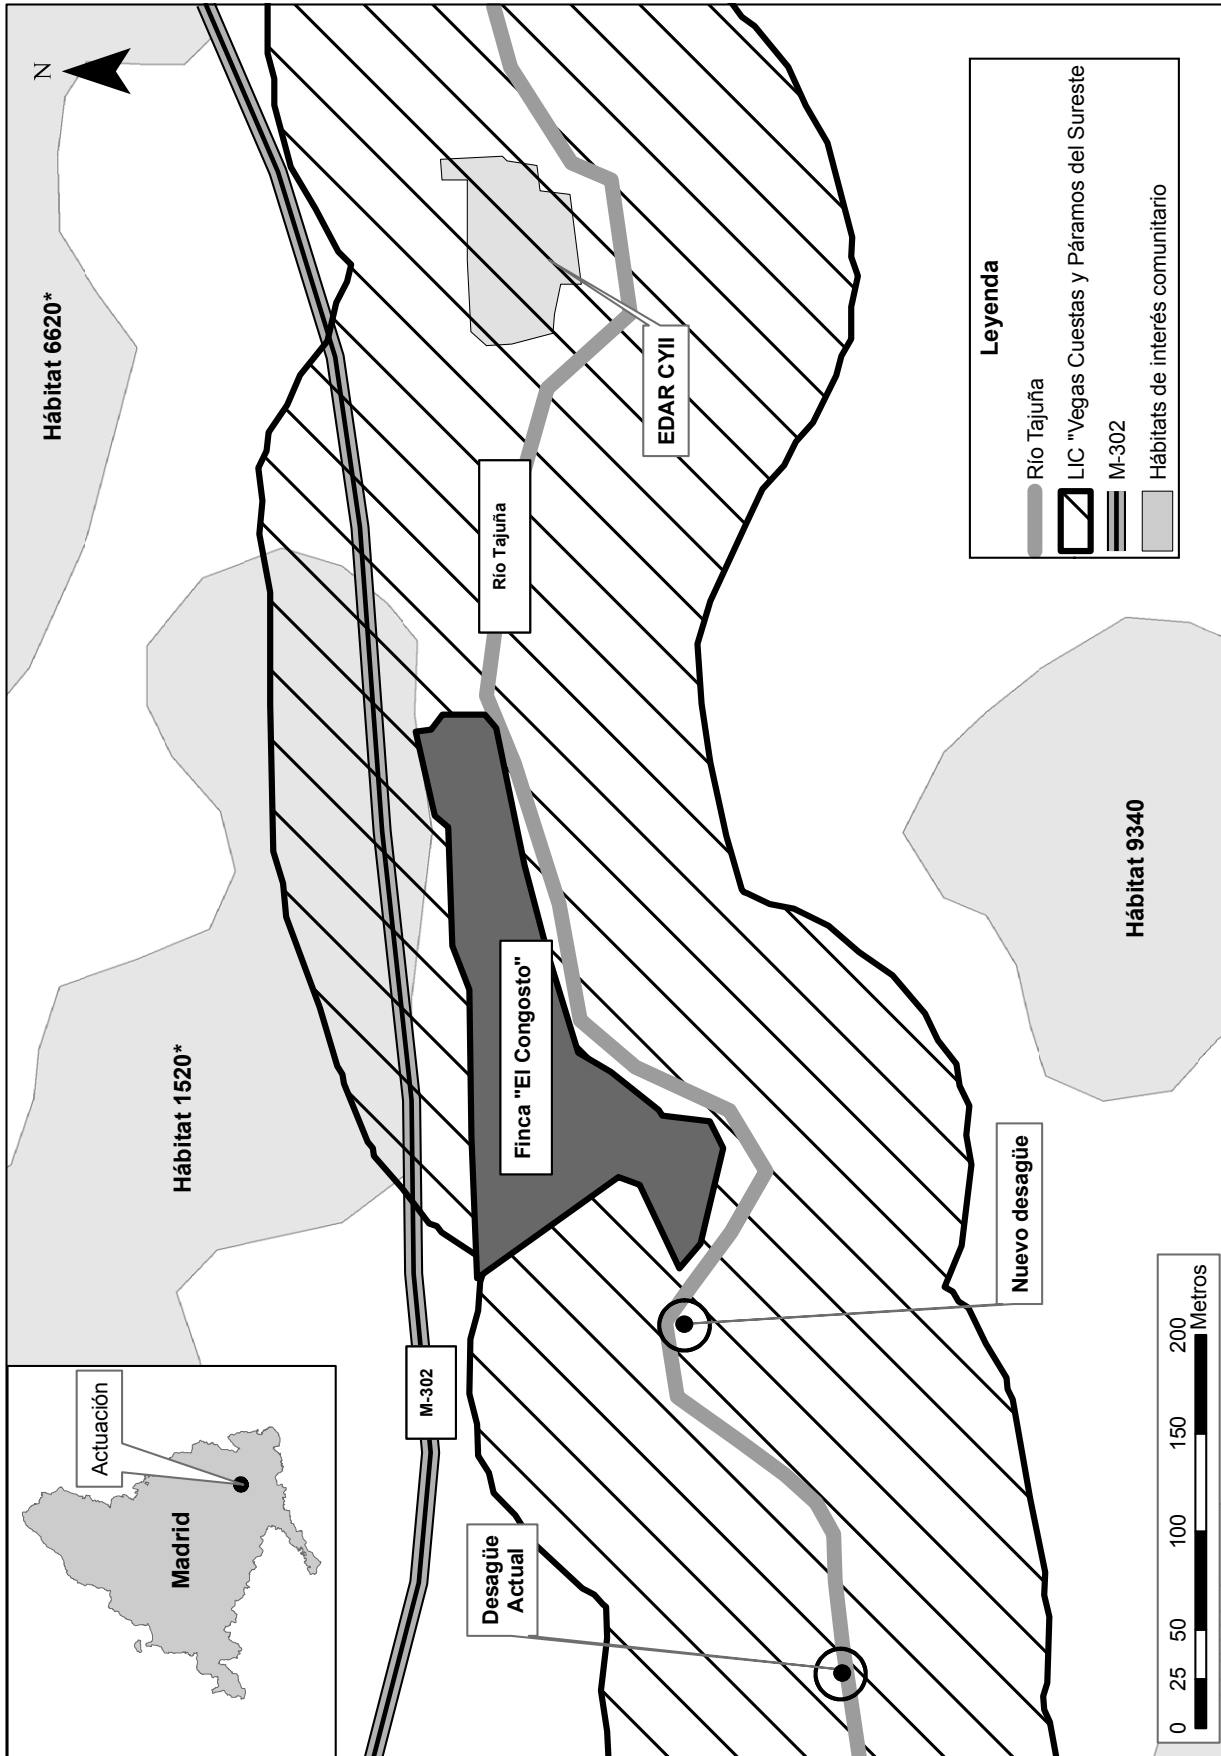 N
Hábitat 6620*
Hábitat 1520*
Hábitat 9340
Actuación
Madrid
M-302
Río Tajuña
EDAR CYII
Finca "El Congosto"
Desagüe
Actual
Nuevo desagüe
Leyenda
Río Tajuña
LIC "Vegas Cuestas y Páramos del Sureste
M-302
Hábitats de interés comunitario
0 25 50 100 150 200
Metros